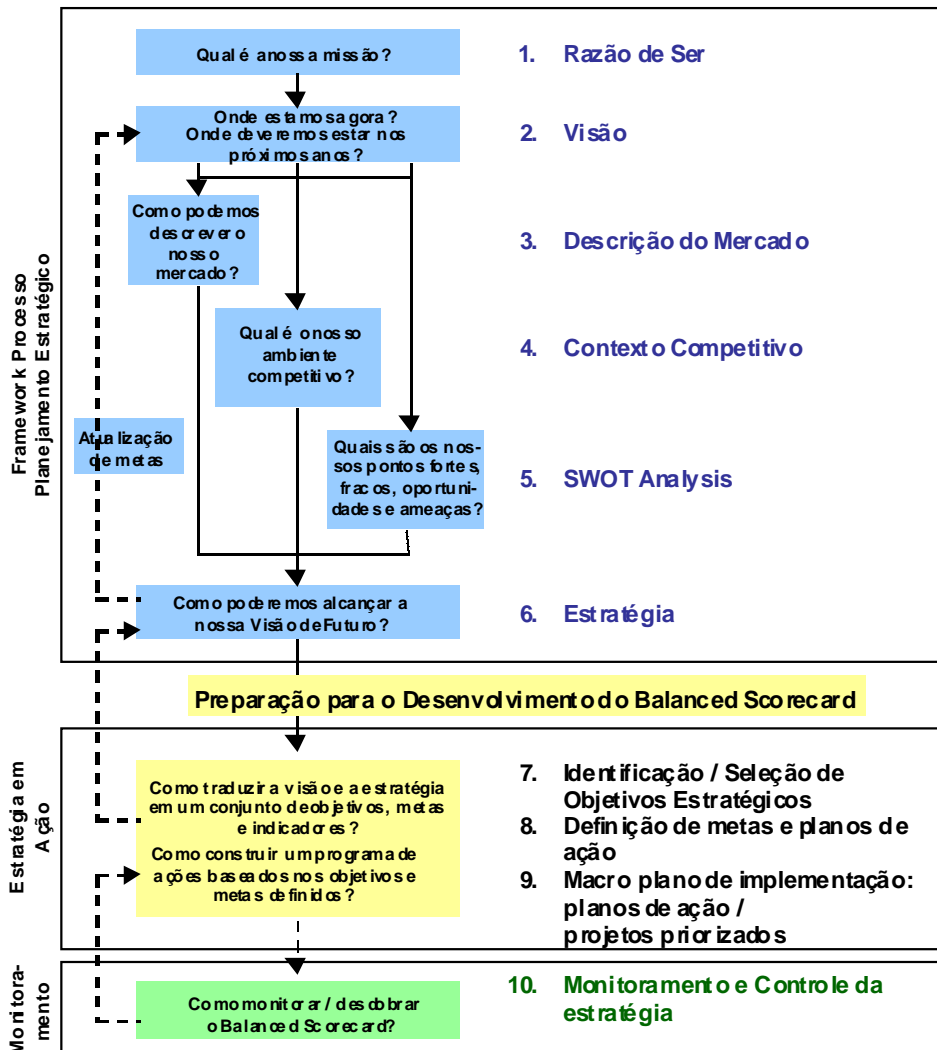 Qual é a nossa missão?
1. Razão de Ser
Onde estamos agora?
Onde deveremos estar nos
próximos anos?
2. Visão
Como podemos
descrever o
nosso
mercado?
3. Descrição do Mercado
Qual é o nosso
ambiente
competitivo?
4. Contexto Competitivo
Framework Processo
Planejamento Estratégico
Atualização
de metas
Quais são os nos-
sos pontos fortes,
fracos, oportuni-
dades e ameaças?
5. SWOT Analysis
Como poderemos alcançar a
nossa Visão de Futuro?
6. Estratégia
Preparação para o Desenvolvimento do Balanced Scorecard
Estratégia em
Ação
Como traduzir a visão e a estratégia
em um conjunto de objetivos, metas
e indicadores?
Como construir um programa de
ações baseados nos objetivos e
metas definidos?
7. Identificação / Seleção de
Objetivos Estratégicos
8. Definição de metas e planos de
ação
9. Macro plano de implementação:
planos de ação /
projetos priorizados
Monitora-
mento
Como monitorar / desdobrar
o Balanced Scorecard?
10. Monitoramento e Controle da
estratégia